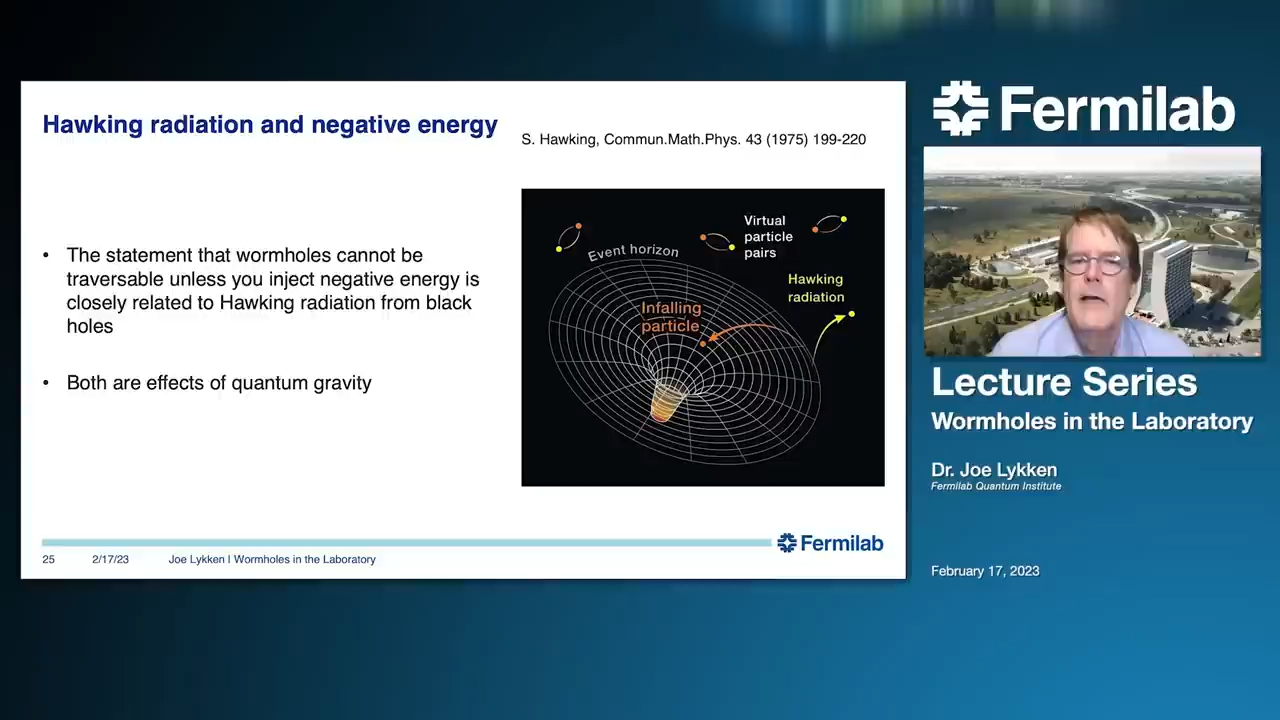 Hawking radiation and negative energy
S. Hawking, Commun.Math.Phys. 43 (1975) 199-220
• The statement that wormholes cannot be
traversable unless you inject negative energy is
closely related to Hawking radiation from black
holes
• Both are effects of quantum gravity
Event horizon
Virtual
particle
pairs
Hawking
radiation
Infalling
particle
25 2/17/23 Joe Lykken | Wormholes in the Laboratory
Fermilab
Fermilab
Lecture Series
Wormholes in the Laboratory
Dr. Joe Lykken
Fermilab Quantum Institute
February 17, 2023